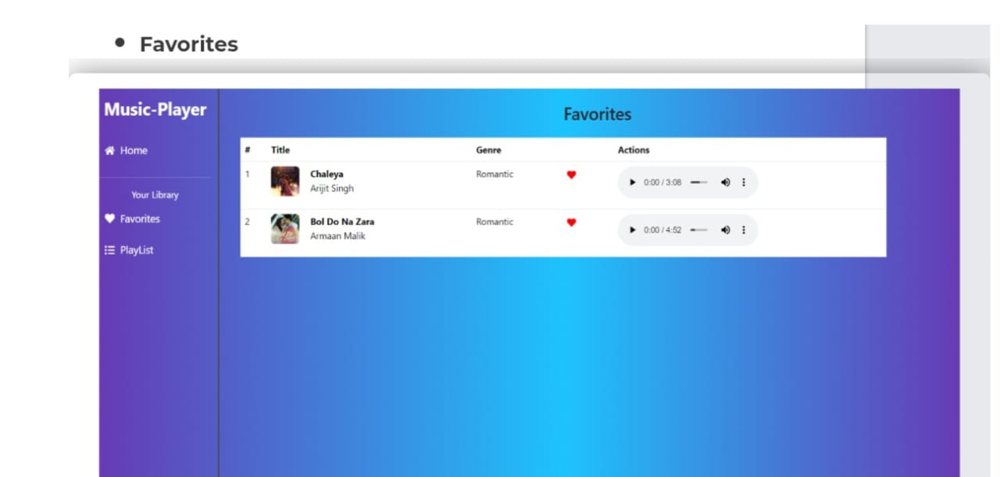 Favorites
Music-Player
Favorites
Home
Your Library
Favorites
PlayList
# Title Genre Actions
1 Chaleya Romantic 0:00 / 3:08
Arijit Singh
2 Bol Do Na Zara Romantic 0:00 / 4:52
Armaan Malik